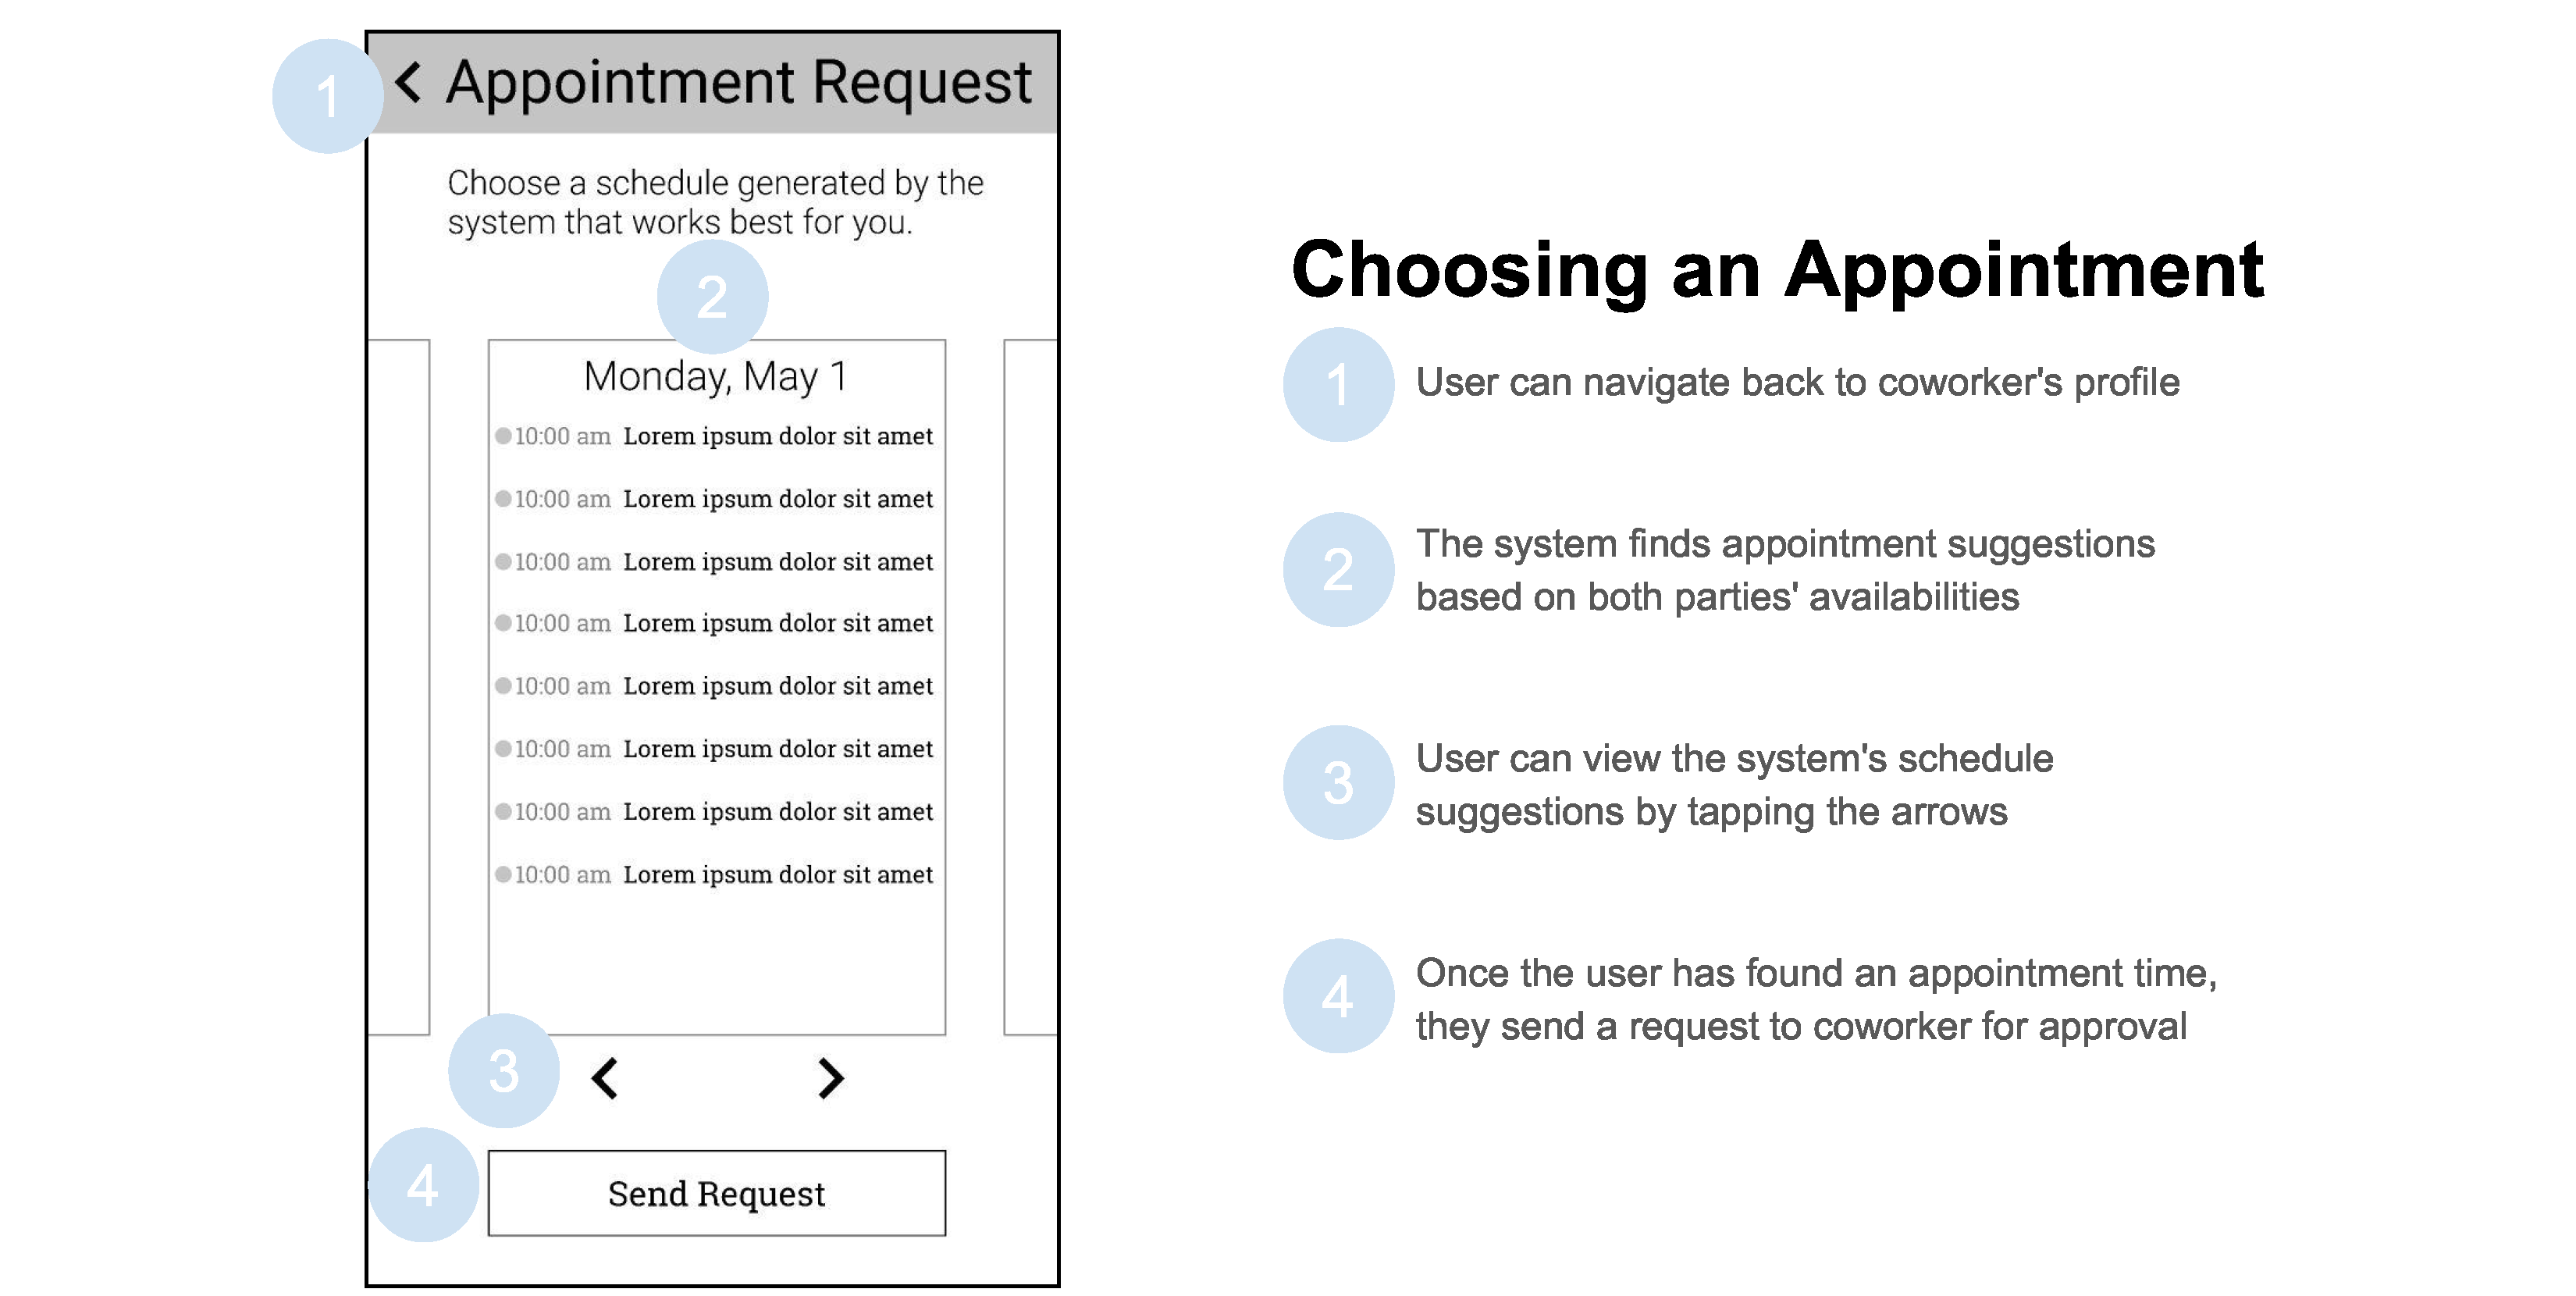 1
< Appointment Request
Choose a schedule generated by the
system that works best for you.
2
Monday, May 1
10:00 am Lorem ipsum dolor sit amet
10:00 am Lorem ipsum dolor sit amet
10:00 am Lorem ipsum dolor sit amet
10:00 am Lorem ipsum dolor sit amet
10:00 am Lorem ipsum dolor sit amet
10:00 am Lorem ipsum dolor sit amet
10:00 am Lorem ipsum dolor sit amet
10:00 am Lorem ipsum dolor sit amet
3
< >
4
Send Request
Choosing an Appointment
1
User can navigate back to coworker's profile
2
The system finds appointment suggestions
based on both parties' availabilities
3
User can view the system's schedule
suggestions by tapping the arrows
4
Once the user has found an appointment time,
they send a request to coworker for approval